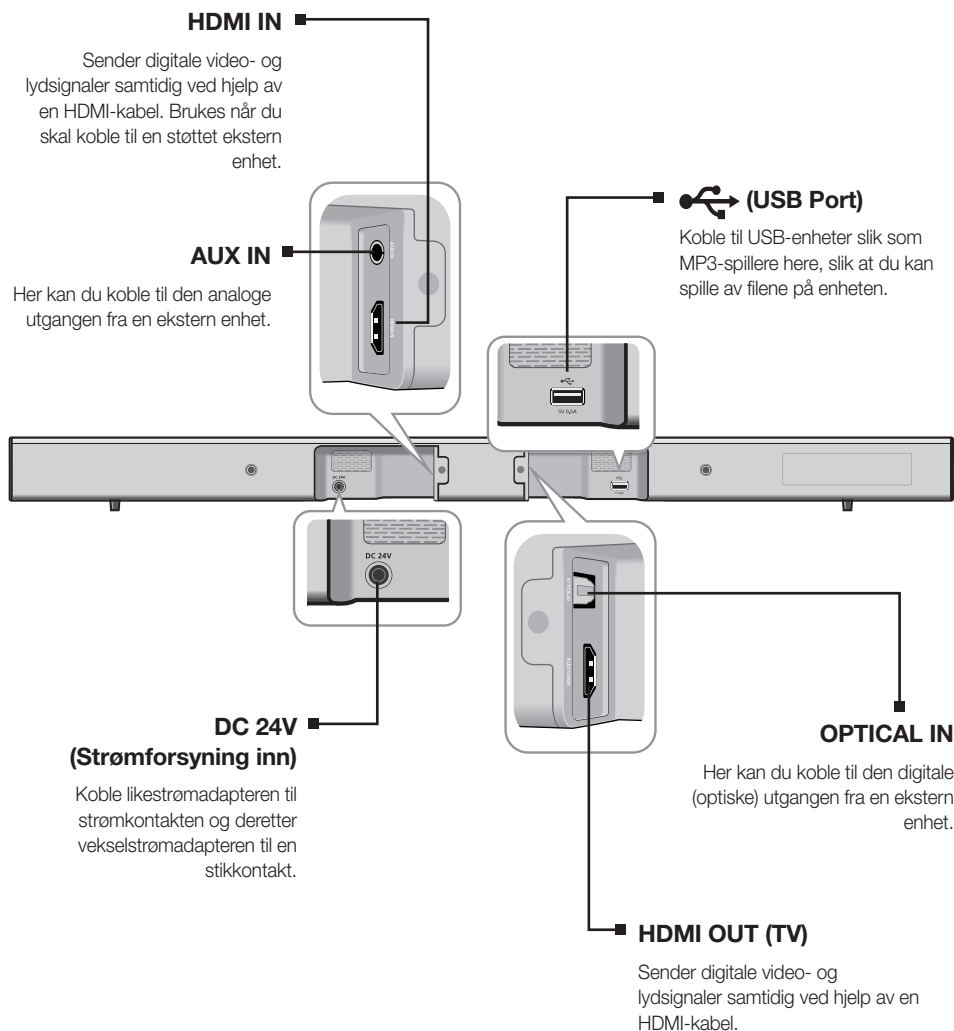 HDMI IN
Sender digitale video- og
lydsignaler samtidig ved hjelp av
en HDMI-kabel. Brukes når du
skal koble til en støttet ekstern
enhet.
AUX IN
Her kan du koble til den analoge
utgangen fra en ekstern enhet.
(USB Port)
Koble til USB-enheter slik som
MP3-spillere here, slik at du kan
spille av filene på enheten.
5V 0,5A
DC 24V
DC 24V
DC 24V
(Strømforsyning inn)
Koble likestrømadapteren til
strømkontakten og deretter
vekselstrømadapteren til en
stikkontakt.
OPTICAL IN
Her kan du koble til den digitale
(optiske) utgangen fra en ekstern
enhet.
HDMI OUT (TV)
Sender digitale video- og
lydsignaler samtidig ved hjelp av en
HDMI-kabel.